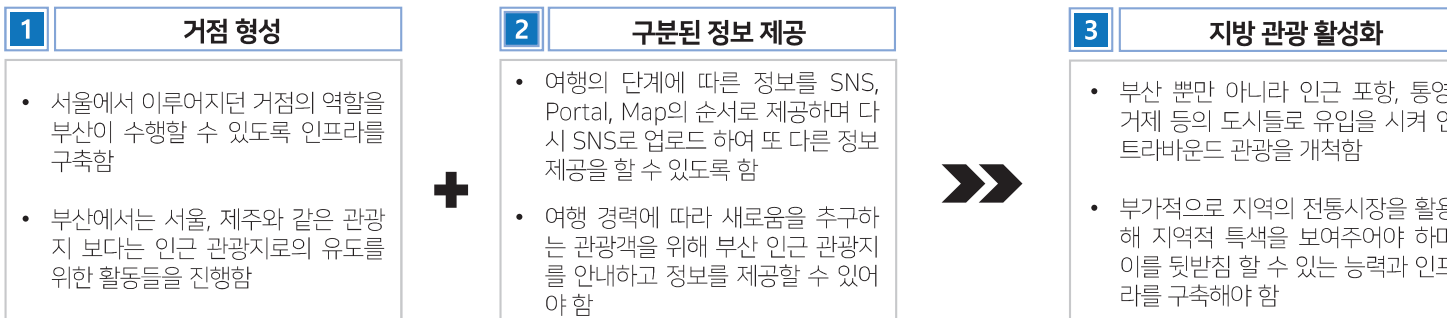 1 거점 형성
• 서울에서 이루어지던 거점의 역할을
부산이 수행할 수 있도록 인프라를
구축함
• 부산에서는 서울, 제주와 같은 관광
지 보다는 인근 관광지로의 유도를
위한 활동들을 진행함
2 구분된 정보 제공
• 여행의 단계에 따른 정보를 SNS,
Portal, Map의 순서로 제공하며 다
시 SNS로 업로드 하여 또 다른 정보
제공을 할 수 있도록 함
• 여행 경력에 따라 새로움을 추구하
는 관광객을 위해 부산 인근 관광지
를 안내하고 정보를 제공할 수 있어
야 함
3 지방 관광 활성화
• 부산 뿐만 아니라 인근 포항, 통영
거제 등의 도시들로 유입을 시켜
트라바운드 관광을 개척함
• 부가적으로 지역의 전통시장을
해 지역적 특색을 보여주어야
이를 뒷받침 할 수 있는 능력과
라를 구축해야 함